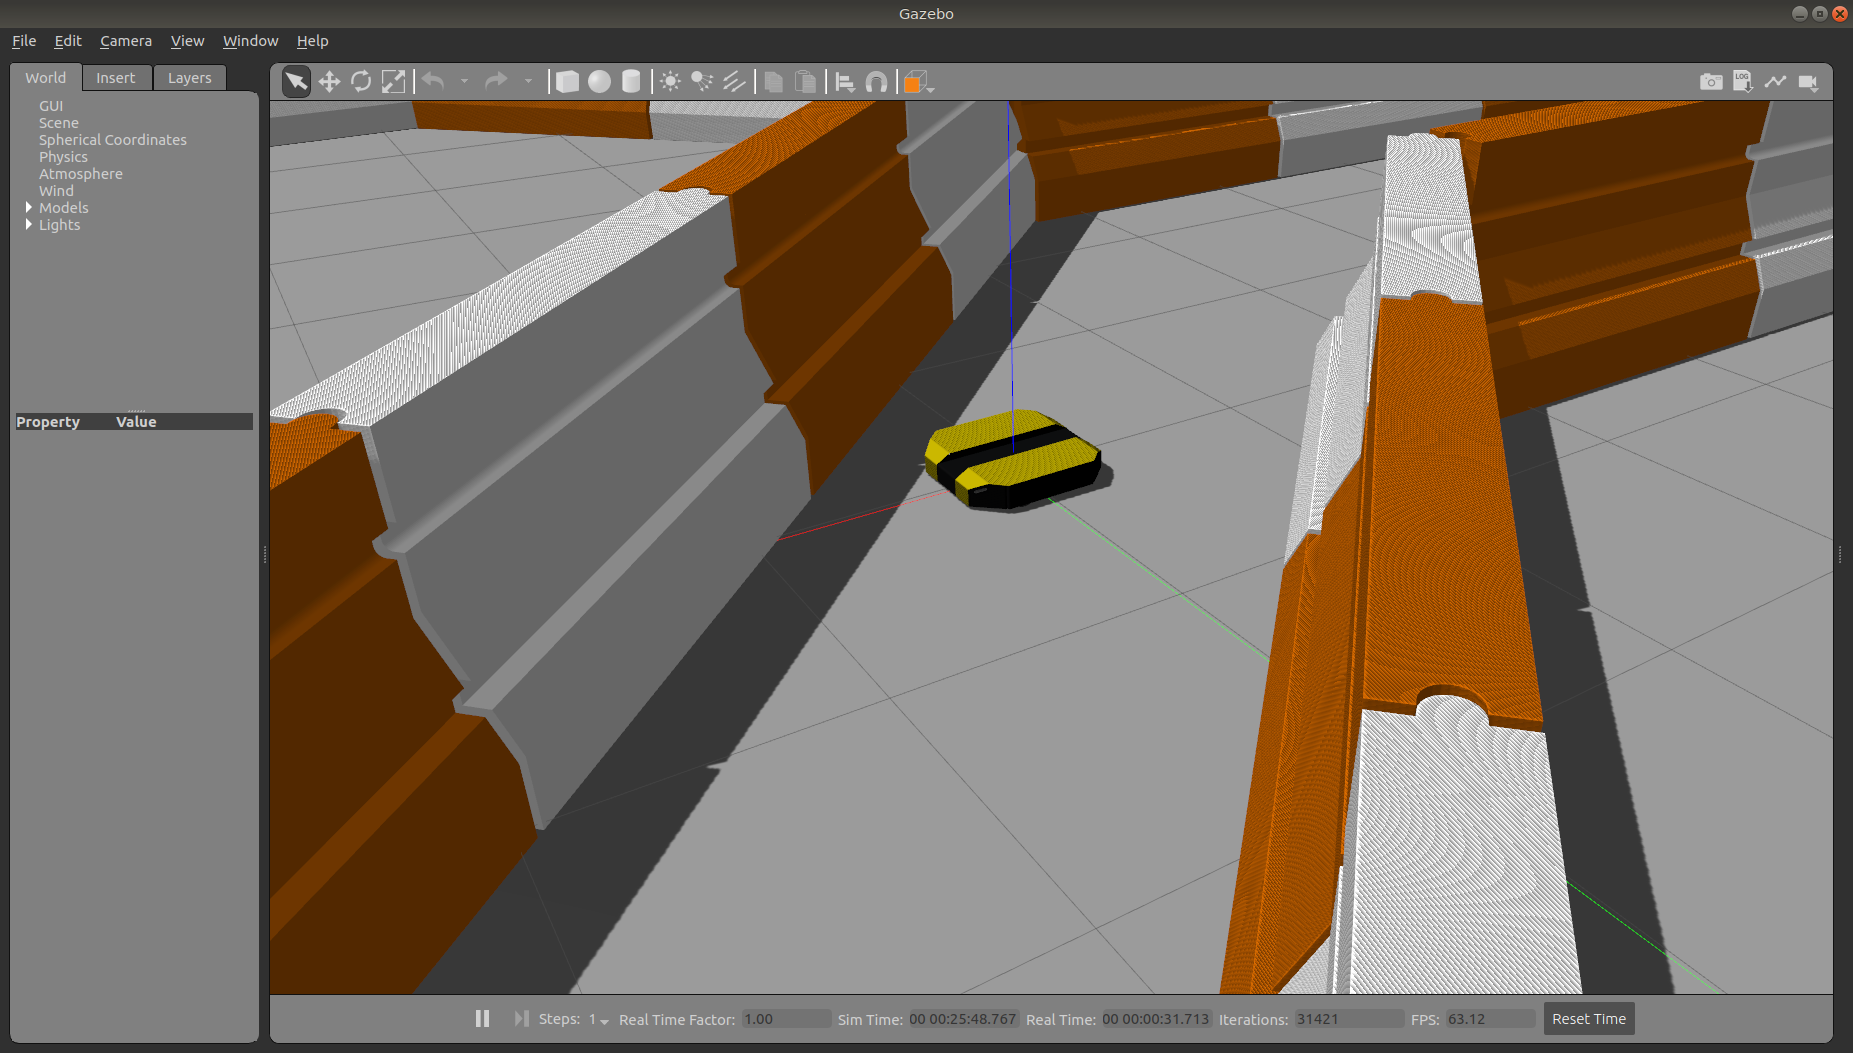 Gazebo
File Edit Camera View Window Help
World Insert Layers
GUI
Scene
Spherical Coordinates
Physics
Atmosphere
Wind
Models
Lights
Property Value
LOG
Steps: 1 Real Time Factor: 1.00 Sim Time: 00 00:25:48.767 Real Time: 00 00:00:31.713 Iterations: 31421 FPS: 63.12 Reset Time